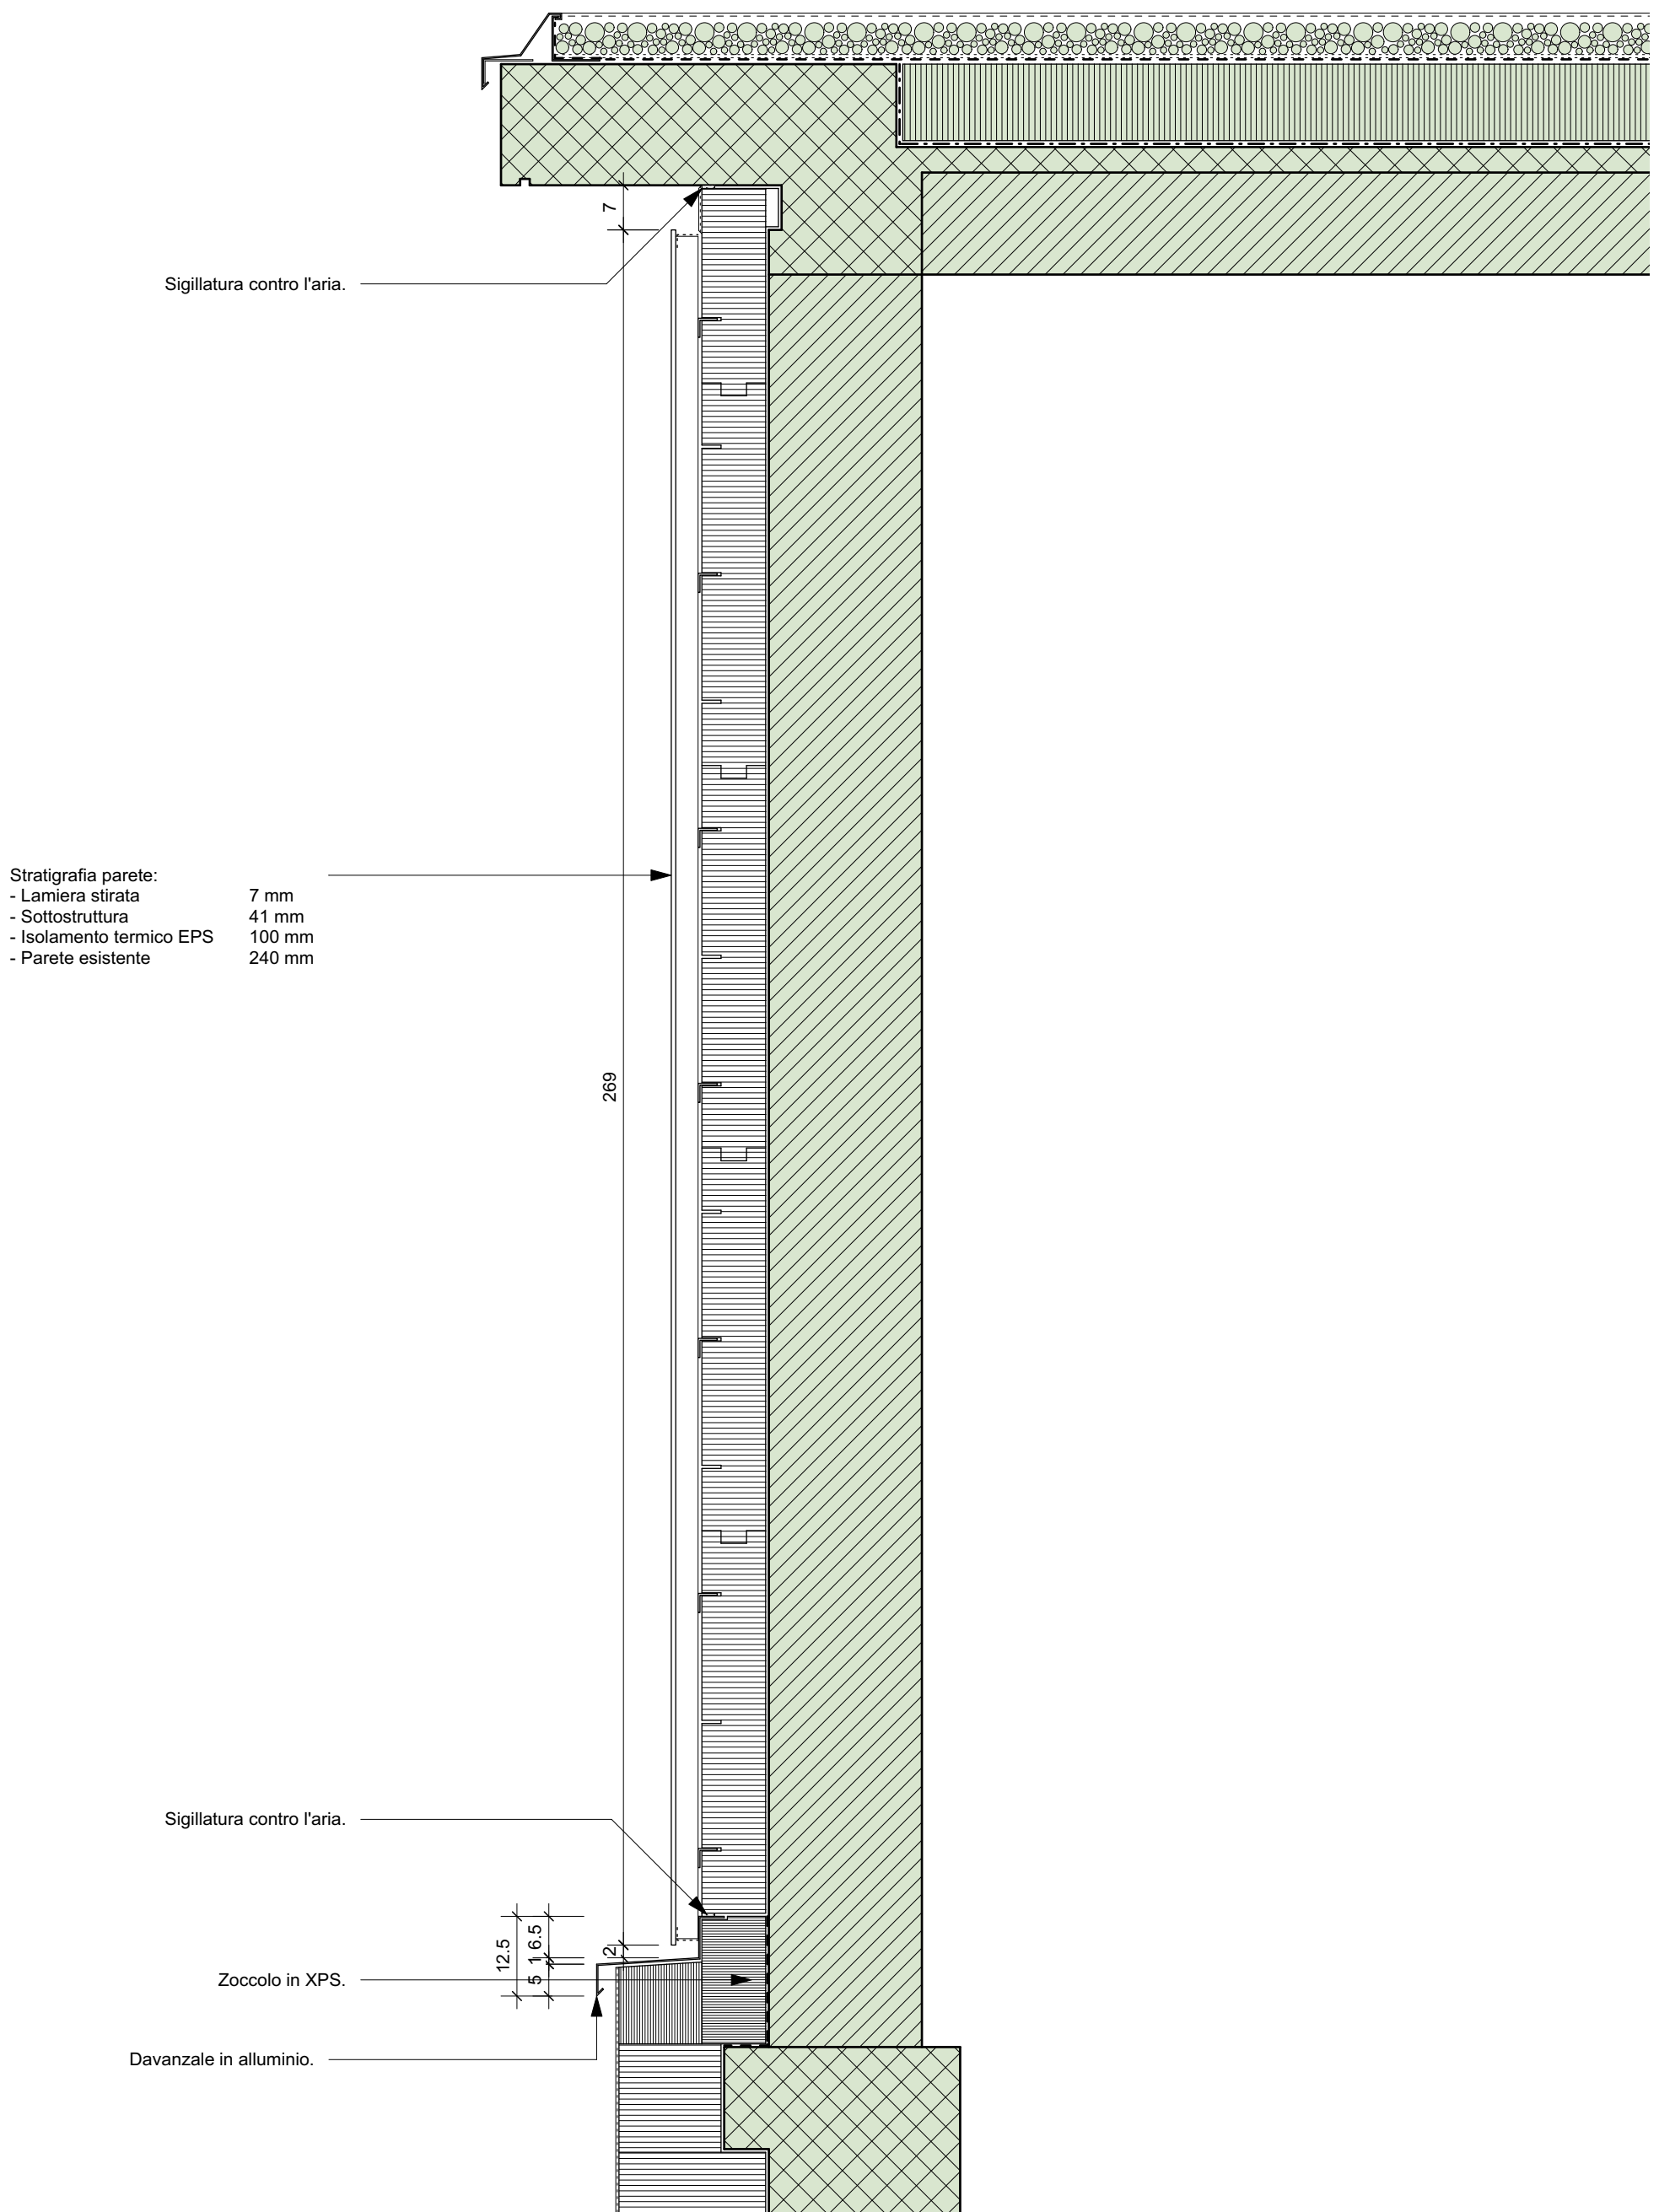 7
Sigillatura contro l'aria.
Stratigrafia parete:
- Lamiera stirata 7 mm
- Sottostruttura 41 mm
- Isolamento termico EPS 100 mm
- Parete esistente 240 mm
269
Sigillatura contro l'aria.
12.5
6.5
1
5
2
Zoccolo in XPS.
Davanzale in alluminio.